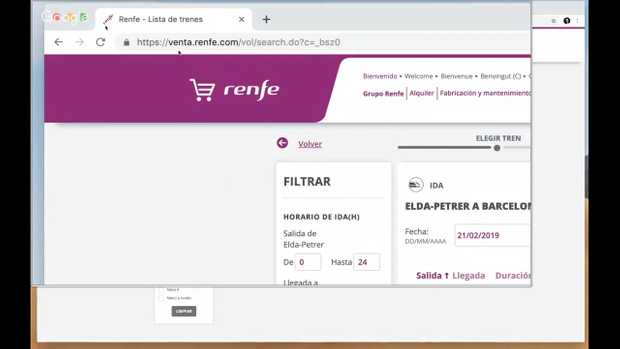 Renfe - Lista de trenes
https://venta.renfe.com/vol/search.do?c=_bsz0
renfe
Bienvenido • Welcome • Bienvenue • Benvingut (C) •
Grupo Renfe | Alquiler | Fabricación y mantenimiento
Volver
ELEGIR TREN
FILTRAR
IDA
ELDA-PETRER A BARCELON
HORARIO DE IDA(H)
Fecha:
DD/MM/AAAA
21/02/2019
Salida de
Elda-Petrer
De 0 Hasta 24
Salida ↑ Llegada Duración
Llegada a